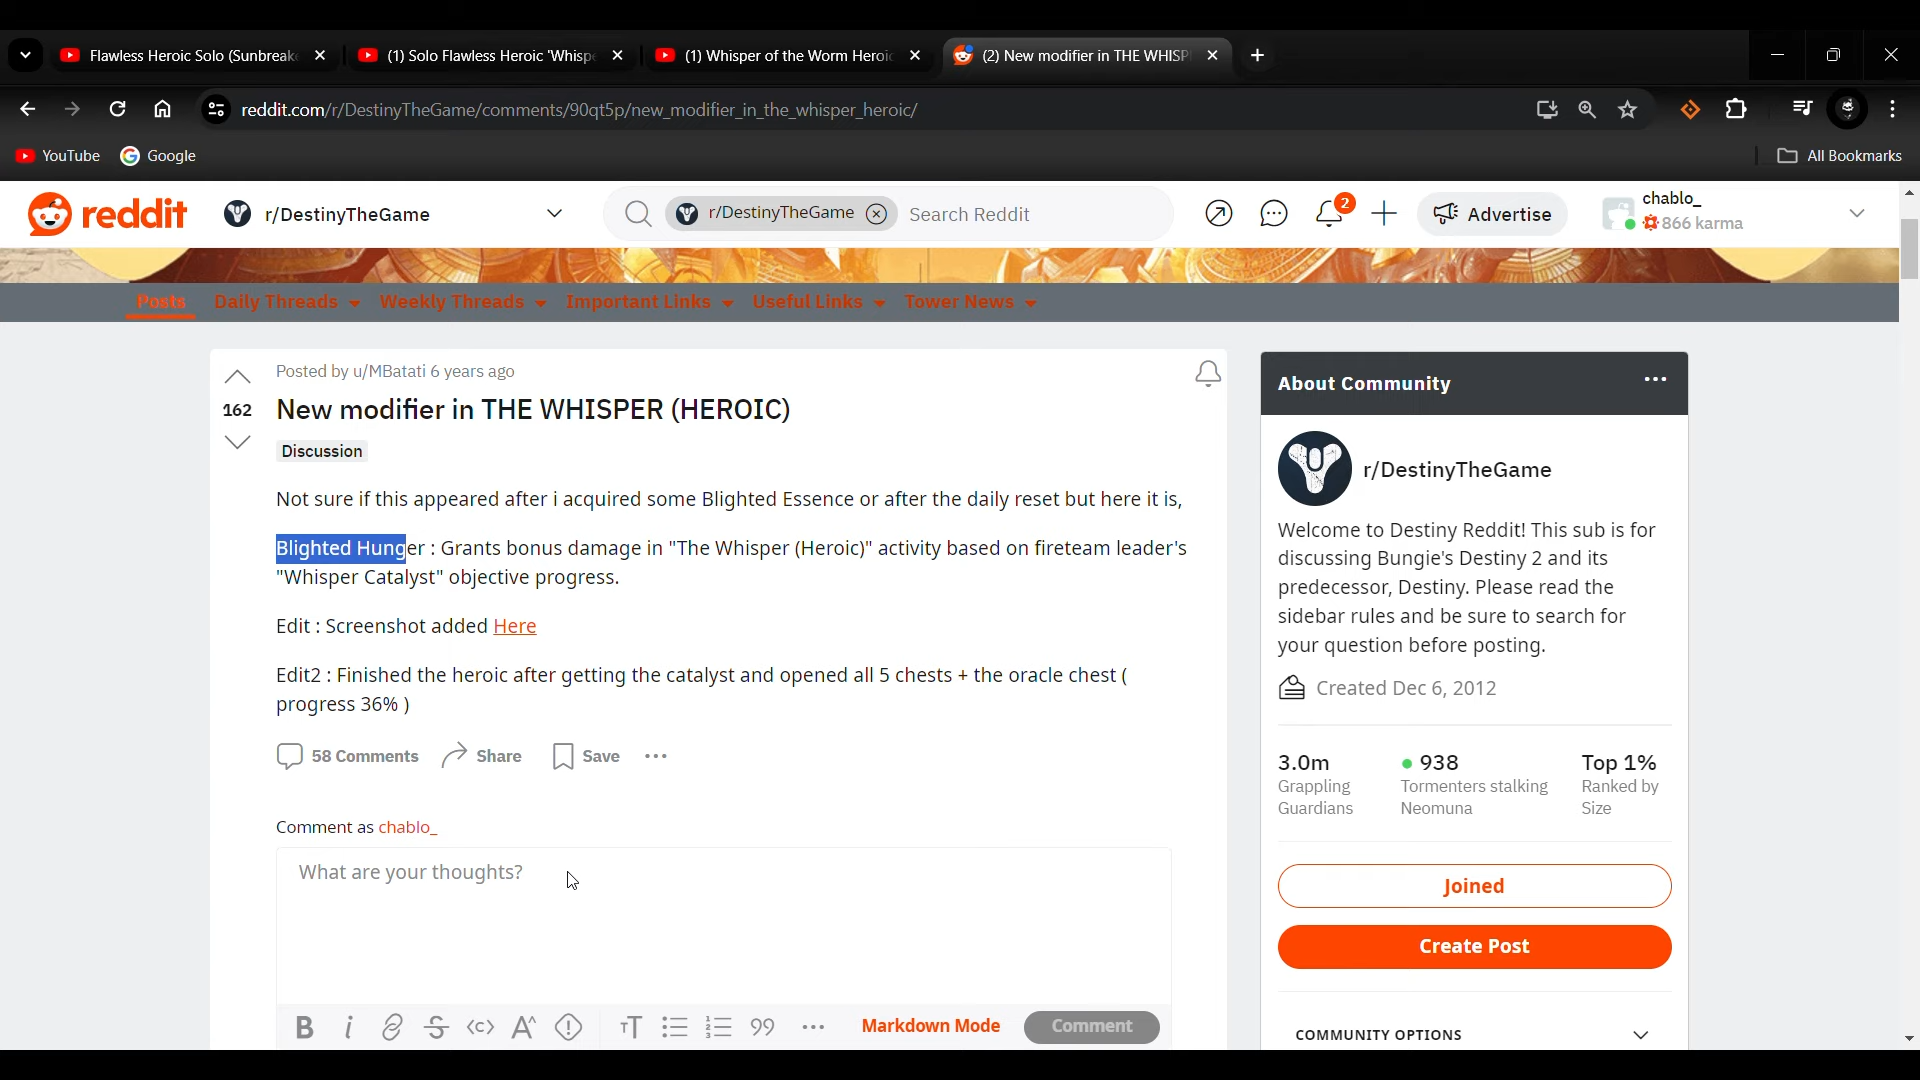 Flawless Heroic Solo (Sunbreak
(1) Solo Flawless Heroic 'Whisp
(1) Whisper of the Worm Heroic
(2) New modifier in THE WHISP
reddit.com/r/DestinyTheGame/comments/90qt5p/new_modifier_in_the_whisper_heroic/
YouTube
Google
All Bookmarks
reddit
r/DestinyTheGame
r/DestinyTheGame
Search Reddit
2
Advertise
chablo_
866 karma
Posts
Daily Threads
Weekly Threads
Important Links
Useful Links
Tower News
Posted by u/MBatati 6 years ago
162
New modifier in THE WHISPER (HEROIC)
Discussion
Not sure if this appeared after i acquired some Blighted Essence or after the daily reset but here it is,
Blighted Hunger : Grants bonus damage in "The Whisper (Heroic)" activity based on fireteam leader's
"Whisper Catalyst" objective progress.
Edit : Screenshot added Here
Edit2 : Finished the heroic after getting the catalyst and opened all 5 chests + the oracle chest (
progress 36% )
58 Comments
Share
Save
Comment as chablo_
What are your thoughts?
Markdown Mode
Comment
About Community
r/DestinyTheGame
Welcome to Destiny Reddit! This sub is for
discussing Bungie's Destiny 2 and its
predecessor, Destiny. Please read the
sidebar rules and be sure to search for
your question before posting.
Created Dec 6, 2012
3.0m
Grappling
Guardians
938
Tormenters stalking
Neomuna
Top 1%
Ranked by
Size
Joined
Create Post
COMMUNITY OPTIONS